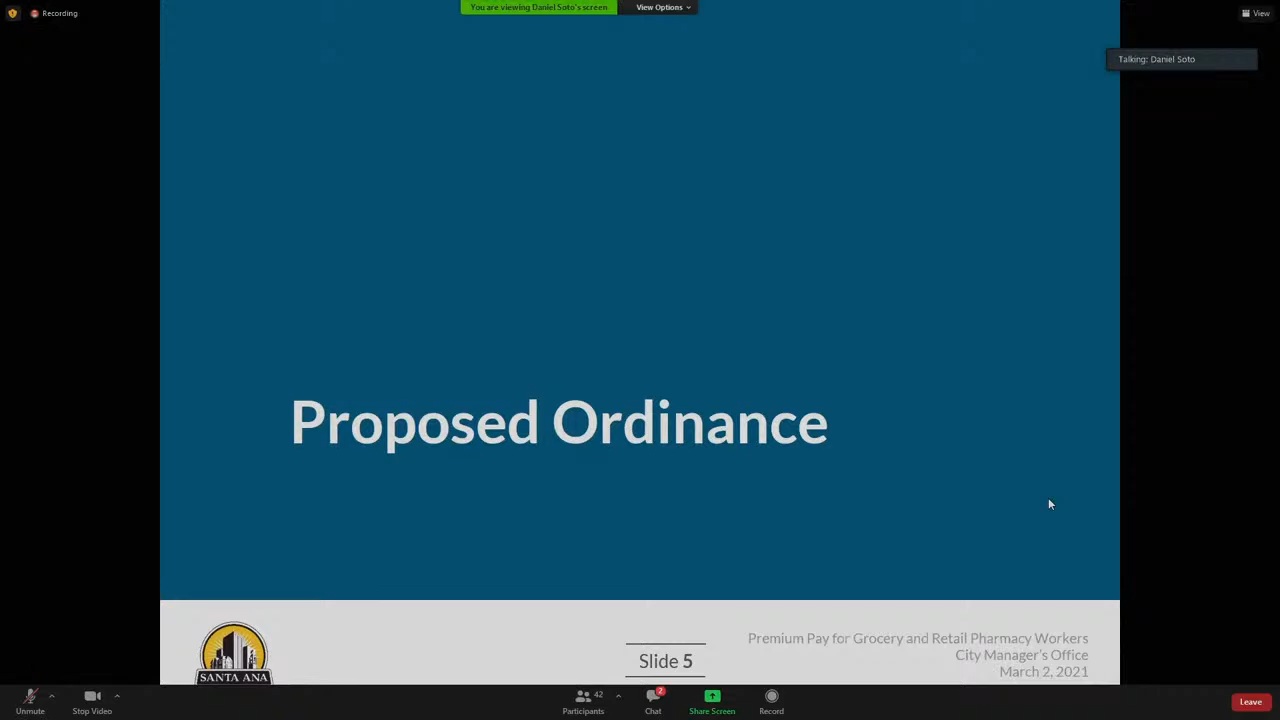 Recording
You are viewing Daniel Soto's screen
View Options
View
Talking: Daniel Soto
Proposed Ordinance
SANTA ANA
Slide 5
Premium Pay for Grocery and Retail Pharmacy Workers
City Manager's Office
March 2, 2021
Unmute
Stop Video
42
Participants
2
Chat
Share Screen
Record
Leave